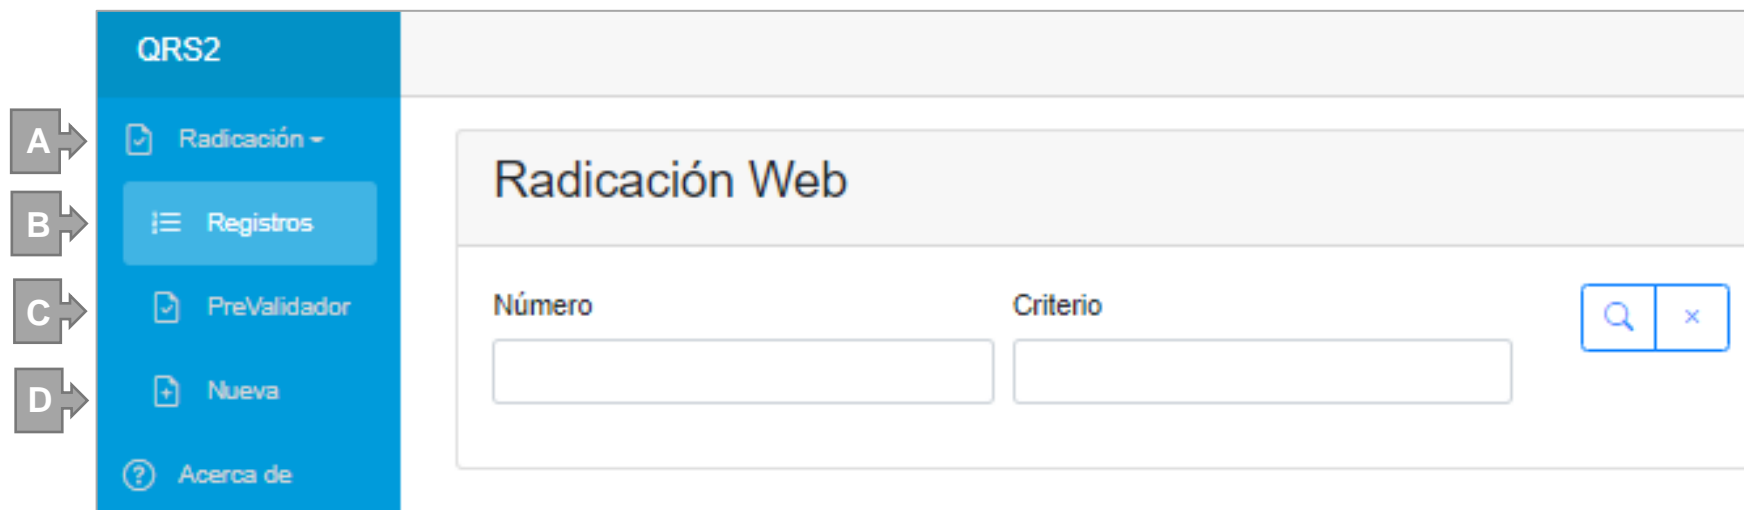 QRS2
A
Radicación
B
Registros
C
PreValidador
D
Nueva
Acerca de
Radicación Web
Número
Criterio